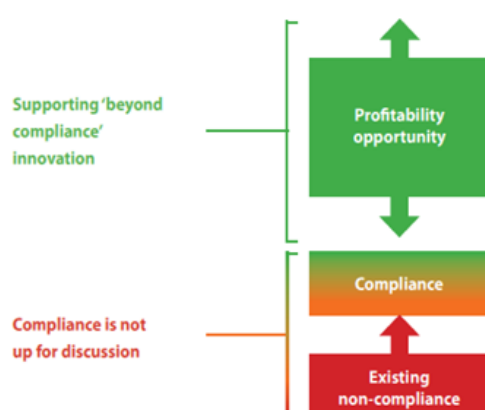 Supporting ‘beyond
compliance’
innovation
Profitability
opportunity
Compliance
Compliance is not
up for discussion
Existing
non-compliance